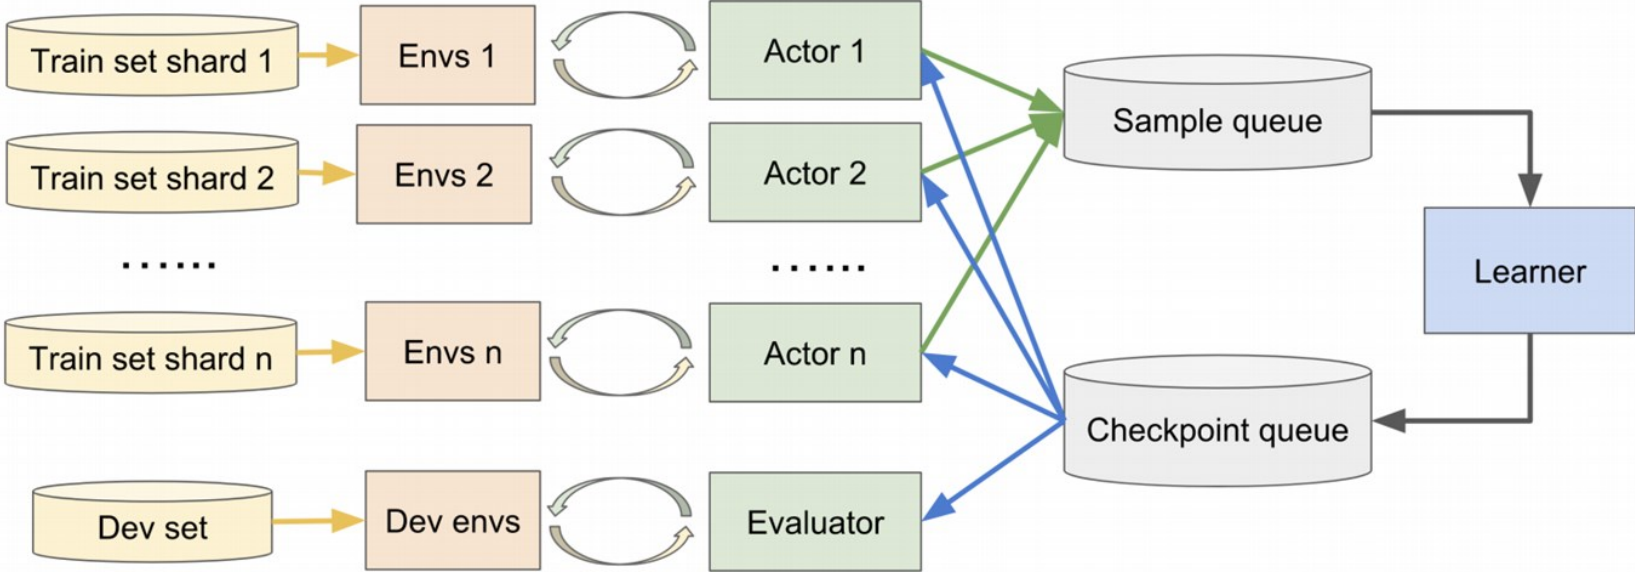 Train set shard 1
Envs 1
Actor 1
Sample queue
Train set shard 2
Envs 2
Actor 2
......
......
Learner
Train set shard n
Envs n
Actor n
Checkpoint queue
Dev set
Dev envs
Evaluator